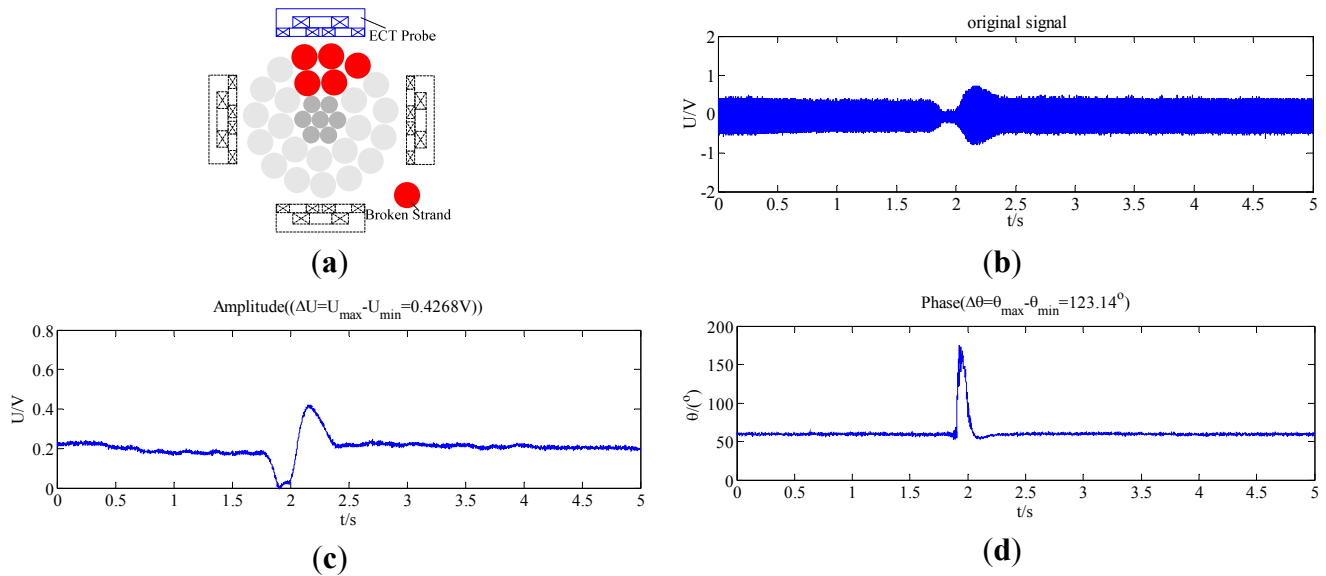 ECT Probe
Broken Strand
(a)
original signal
U/V
2
1
0
-1
-2
0 0.5 1 1.5 2 2.5 3 3.5 4 4.5 5
t/s
(b)
Amplitude((ΔU=U_max-U_min=0.4268V))
U/V
0.8
0.6
0.4
0.2
0
0 0.5 1 1.5 2 2.5 3 3.5 4 4.5 5
t/s
(c)
Phase(Δθ=θ_max-θ_min=123.14°)
θ/(°)
200
150
100
50
0
0 0.5 1 1.5 2 2.5 3 3.5 4 4.5 5
t/s
(d)